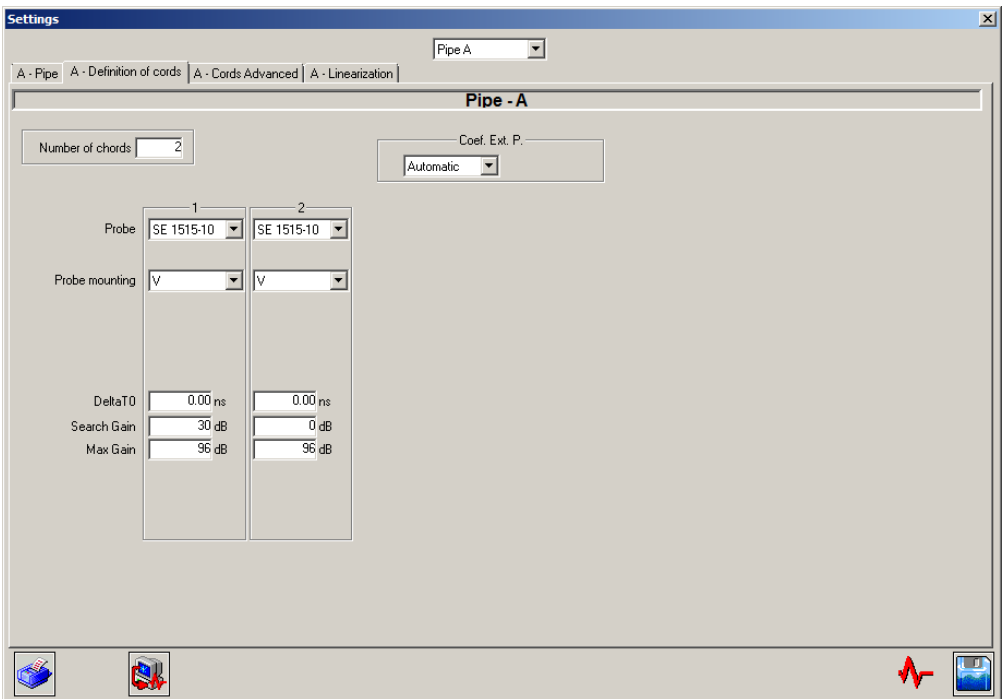 Settings
Pipe A
A - Pipe A - Definition of cords A - Cords Advanced A - Linearization
Pipe - A
Number of chords 2
Coef. Ext. P.
Automatic
1 2
Probe SE 1515-10 SE 1515-10
Probe mounting V V
DeltaT0 0.00 ns 0.00 ns
Search Gain 30 dB 0 dB
Max Gain 96 dB 96 dB